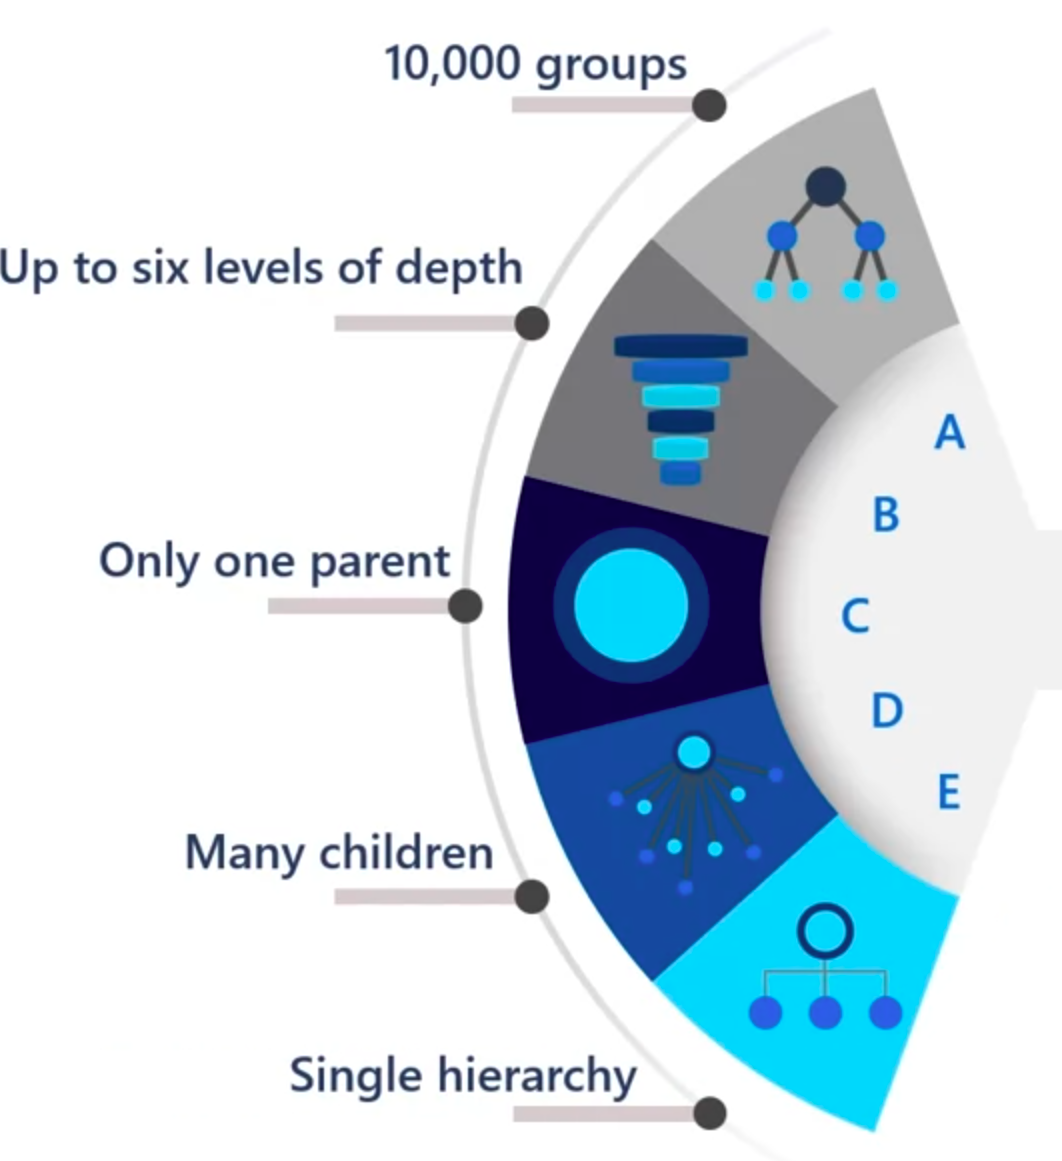 10,000 groups
Up to six levels of depth
Only one parent
Many children
Single hierarchy
A
B
C
D
E